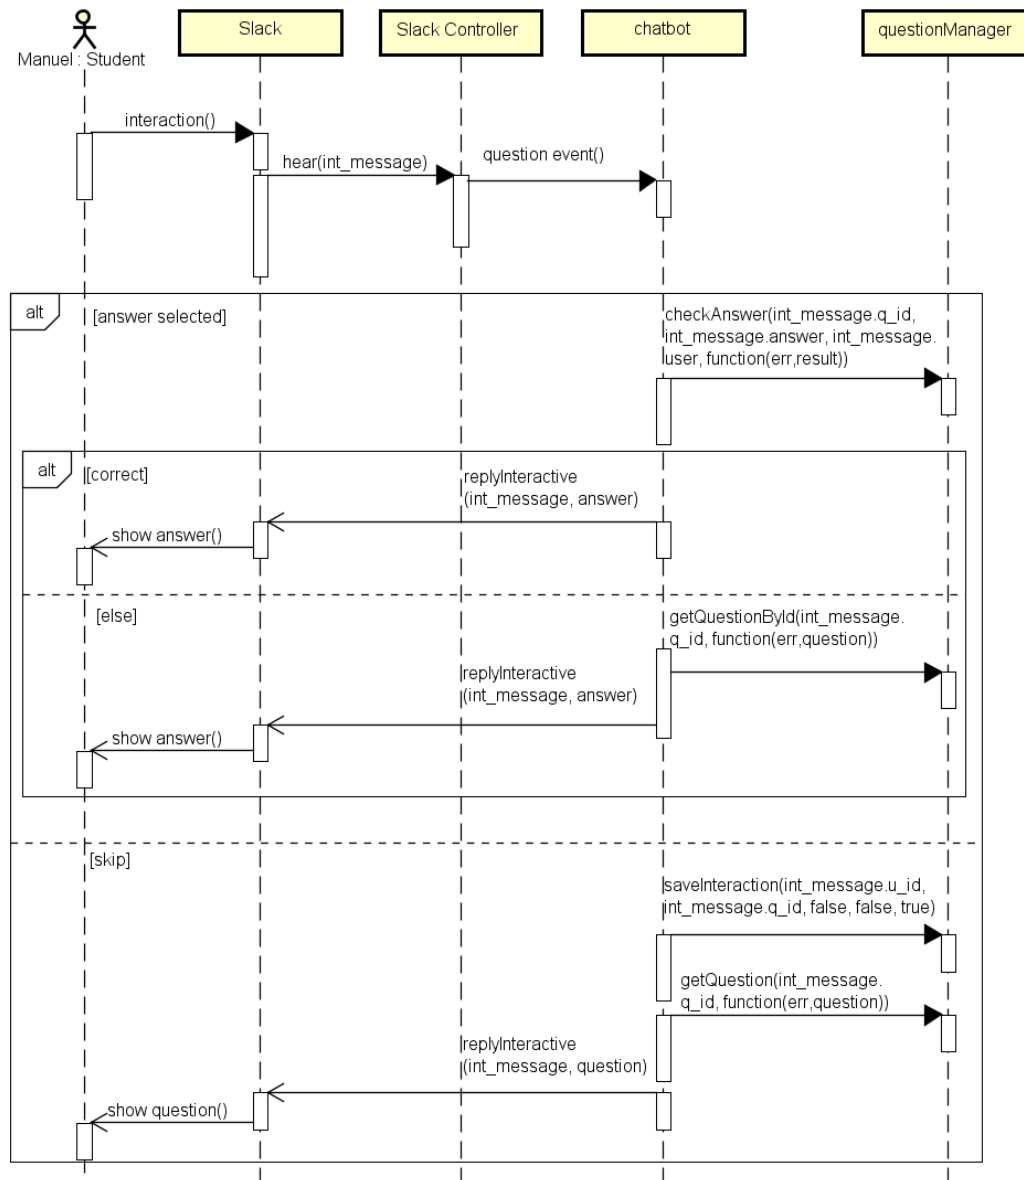 Manuel : Student
Slack
Slack Controller
chatbot
questionManager
interaction()
hear(int_message)
question event()
alt
[answer selected]
checkAnswer(int_message.q_id,
int_message.answer, int_message.
user, function(err,result))
alt
[correct]
replyInteractive
(int_message, answer)
show answer()
[else]
getQuestionById(int_message.
q_id, function(err,question))
replyInteractive
(int_message, answer)
show answer()
[skip]
saveInteraction(int_message.u_id,
int_message.q_id, false, false, true)
getQuestion(int_message.
q_id, function(err,question))
replyInteractive
(int_message, question)
show question()